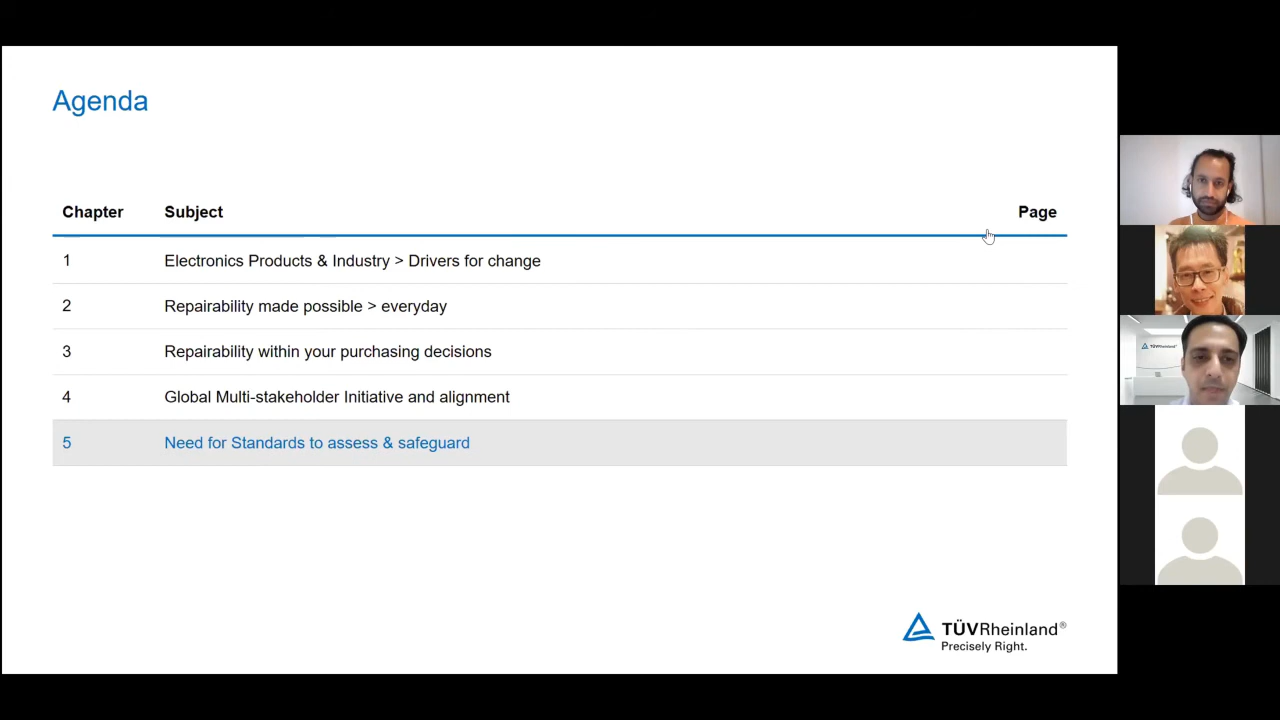 Agenda
Chapter Subject Page
1 Electronics Products & Industry > Drivers for change
2 Repairability made possible > everyday
3 Repairability within your purchasing decisions
4 Global Multi-stakeholder Initiative and alignment
5 Need for Standards to assess & safeguard
TÜVRheinland®
Precisely Right.
TÜVRheinland